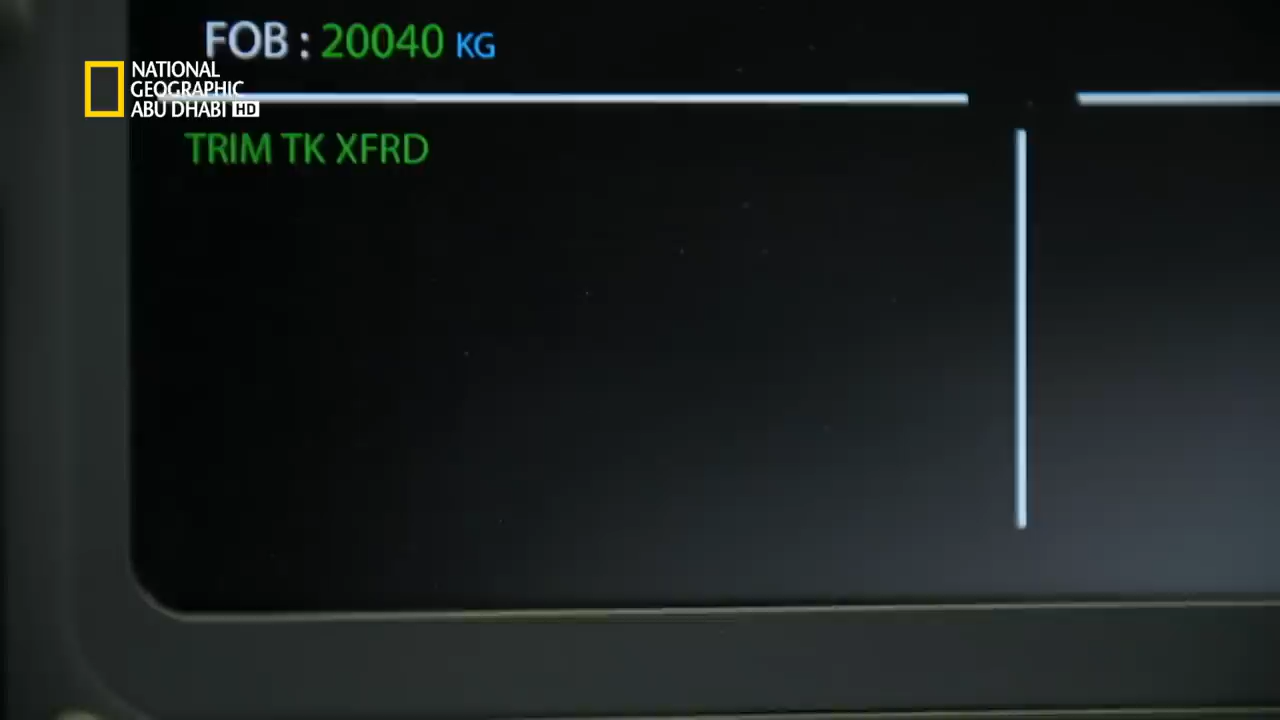 FOB : 20040 KG
NATIONAL
GEOGRAPHIC
ABU DHABI HD
TRIM TK XFRD